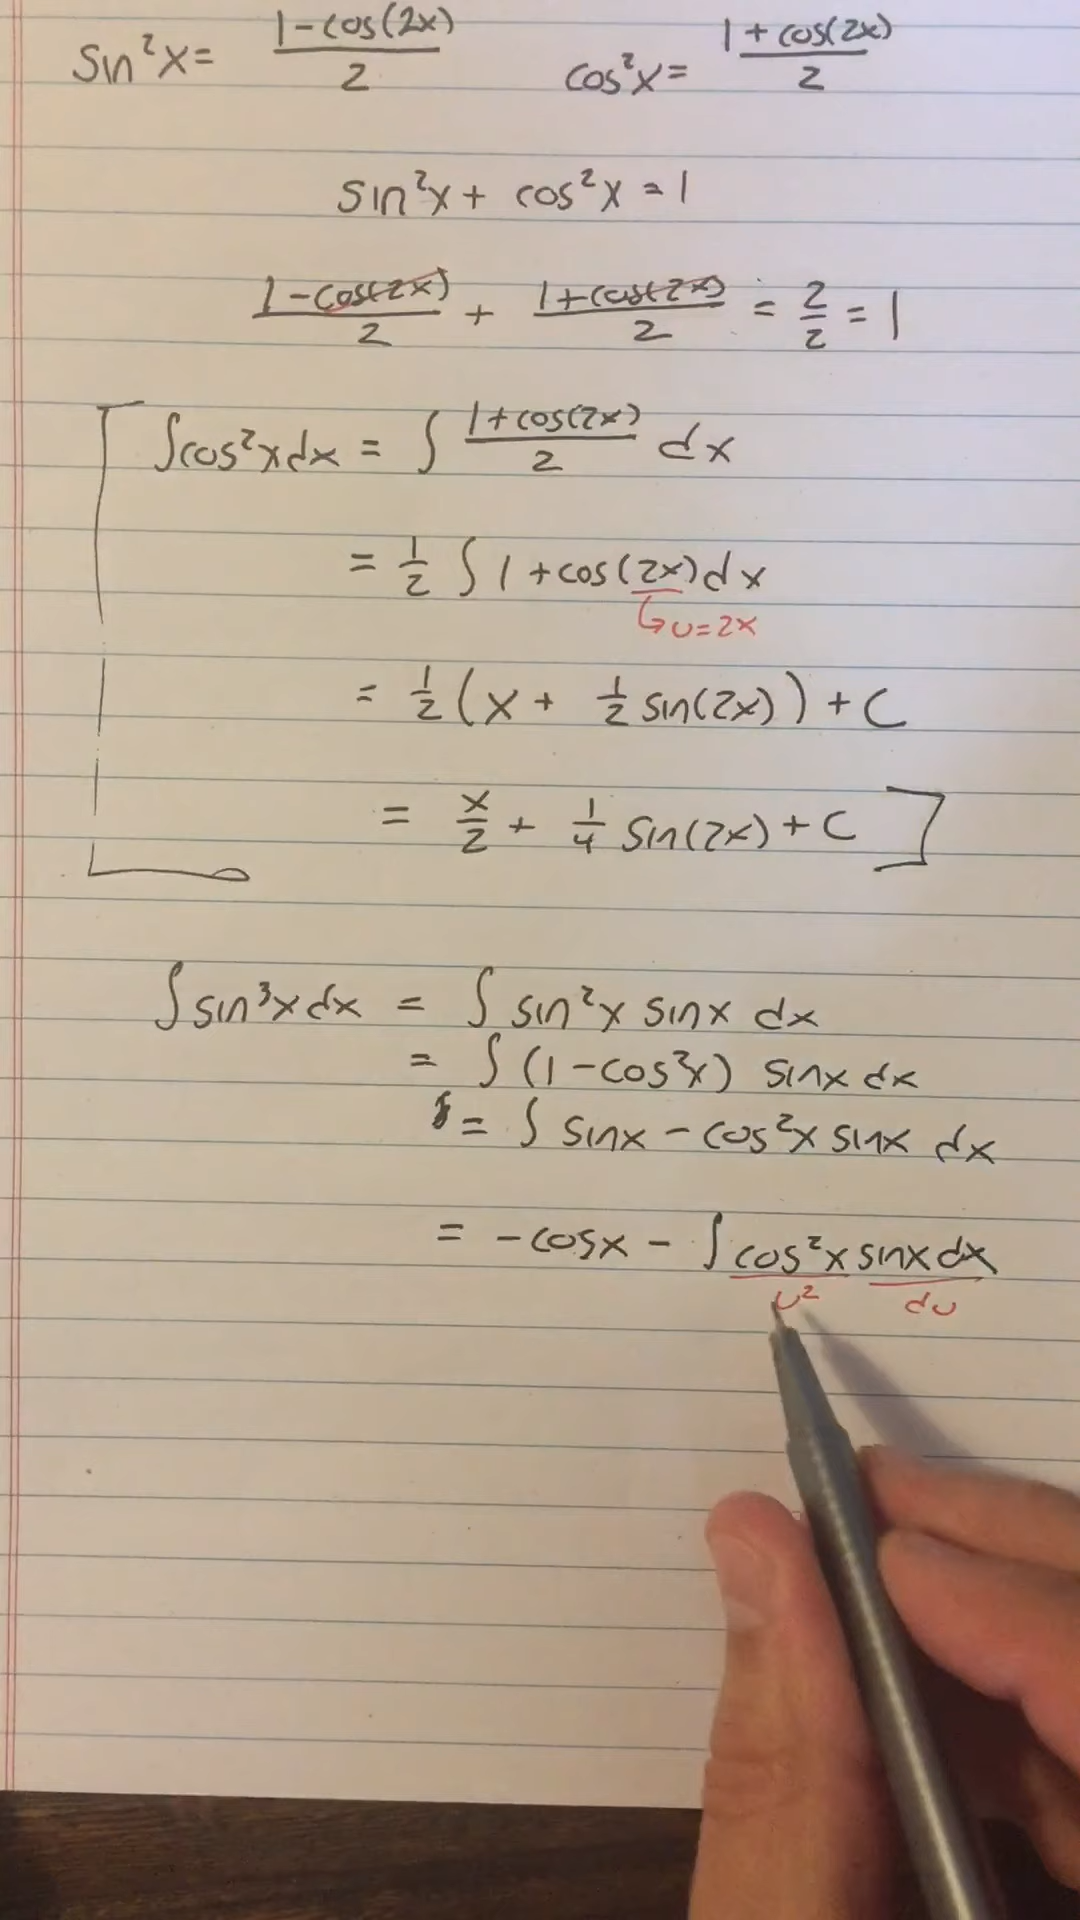 sin²x = (1-cos(2x))/2    cos²x = (1+cos(2x))/2
sin²x + cos²x = 1
(1-cos(2x))/2 + (1+cos(2x))/2 = 2/2 = 1
∫cos²x dx = ∫ (1+cos(2x))/2 dx
= 1/2 ∫ 1+cos(2x)dx
↳u=2x
= 1/2 (x + 1/2 sin(2x)) + C
= x/2 + 1/4 sin(2x) + C
∫sin³x dx = ∫ sin²x sinx dx
= ∫ (1-cos²x) sinx dx
= ∫ sinx - cos²x sinx dx
= -cosx - ∫cos²x sinx dx
u² du